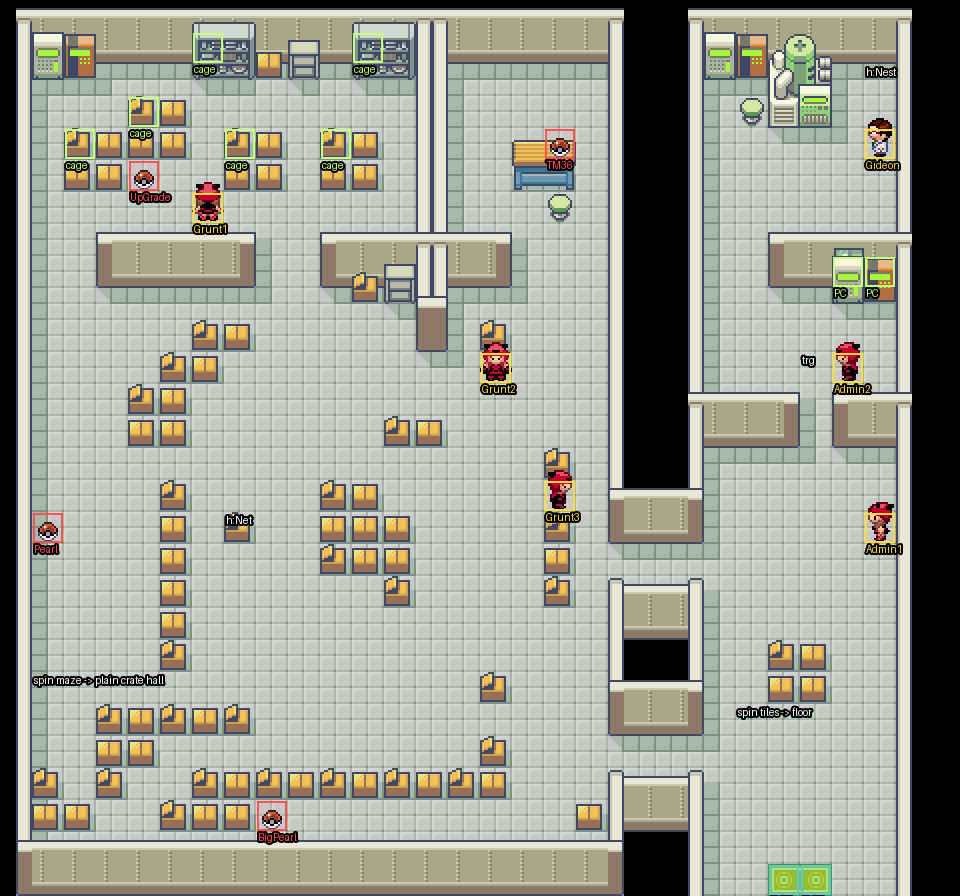 cage
cage
h:Nest
cage
cage
cage
cage
TM36
Gideon
UpGrade
Grunt1
PC
PC
trg
Grunt2
Admin2
Grunt3
h:Net
Pearl
Admin1
spin maze -> plain crate hall
spin tiles -> floor
BigPearl